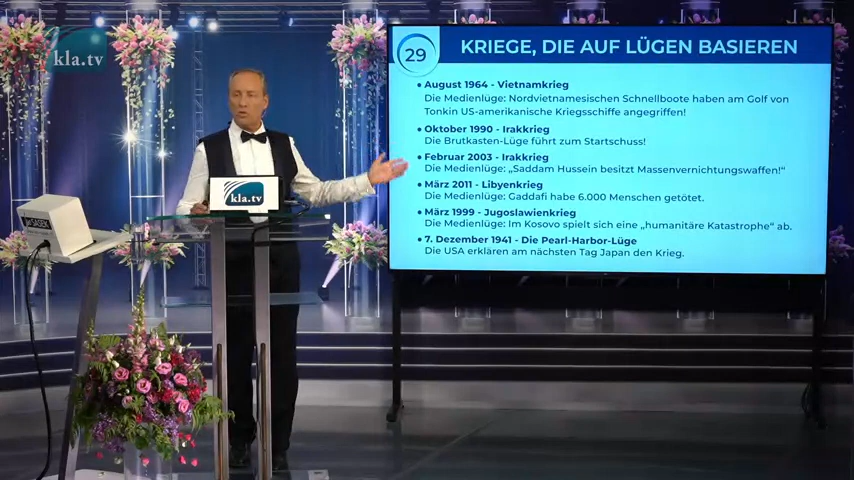 kla.tv
29
KRIEGE, DIE AUF LÜGEN BASIEREN
● August 1964 - Vietnamkrieg
Die Medienlüge: Nordvietnamesischen Schnellboote haben am Golf von
Tonkin US-amerikanische Kriegsschiffe angegriffen!
● Oktober 1990 - Irakkrieg
Die Brutkasten-Lüge führt zum Startschuss!
● Februar 2003 - Irakkrieg
Die Medienlüge: „Saddam Hussein besitzt Massenvernichtungswaffen!“
● März 2011 - Libyenkrieg
Die Medienlüge: Gaddafi habe 6.000 Menschen getötet.
● März 1999 - Jugoslawienkrieg
Die Medienlüge: Im Kosovo spielt sich eine „humanitäre Katastrophe“ ab.
● 7. Dezember 1941 - Die Pearl-Harbor-Lüge
Die USA erklären am nächsten Tag Japan den Krieg.
kla.tv